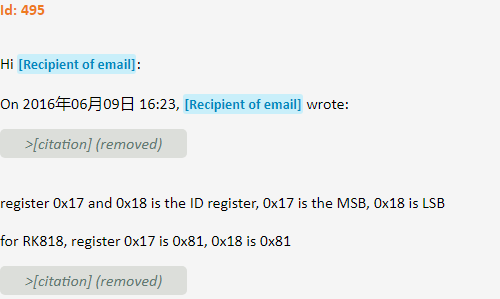 Id: 495
Hi [Recipient of email]:
On 2016年06月09日 16:23, [Recipient of email] wrote:
>[citation] (removed)
register 0x17 and 0x18 is the ID register, 0x17 is the MSB, 0x18 is LSB
for RK818, register 0x17 is 0x81, 0x18 is 0x81
>[citation] (removed)